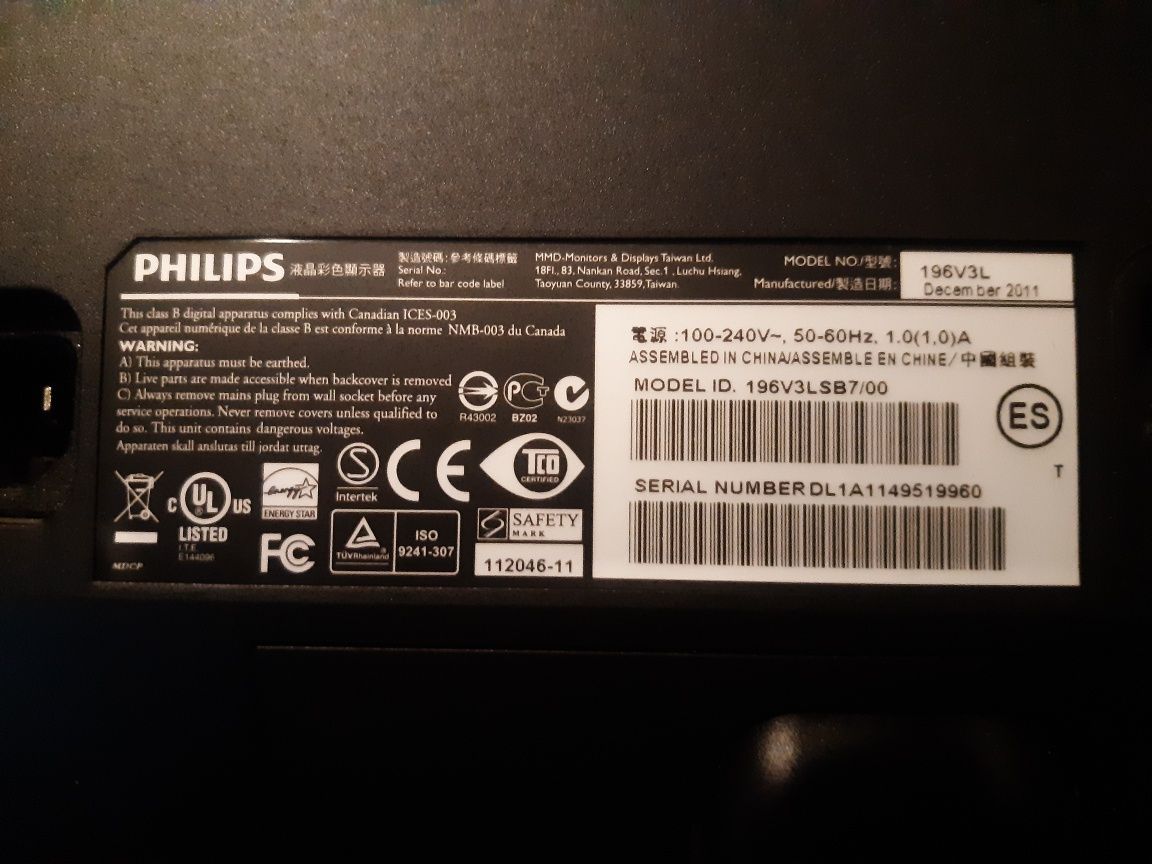 PHILIPS 液晶彩色顯示器
製造號碼:參考條碼標籤
Serial No.:
Refer to bar code label
MMD-Monitors & Displays Taiwan Ltd.
18Fl., 83, Nankan Road, Sec.1 , Luchu Hsiang,
Taoyuan County, 33859, Taiwan.
MODEL NO./型號: 196V3L
Manufactured/製造日期: December 2011
This class B digital apparatus complies with Canadian ICES-003
Cet appareil numérique de la classe B est conforme à la norme NMB-003 du Canada
WARNING:
A) This apparatus must be earthed.
B) Live parts are made accessible when backcover is removed
C) Always remove mains plug from wall socket before any
service operations. Never remove covers unless qualified to
do so. This unit contains dangerous voltages.
Apparaten skall anslutas till jordat uttag.
R43002
PCT
BZ02
N23037
C UL US
LISTED
I.T.E.
E144096
energy
ENERGY STAR
S
Intertek
CE
TCO
CERTIFIED
FC
TÜVRheinland
ISO
9241-307
SAFETY
MARK
112046-11
MDCP
電源 :100-240V~, 50-60Hz, 1.0(1,0)A
ASSEMBLED IN CHINA/ASSEMBLE EN CHINE/中國組裝
MODEL ID. 196V3LSB7/00
ES
T
SERIAL NUMBER DL1A1149519960